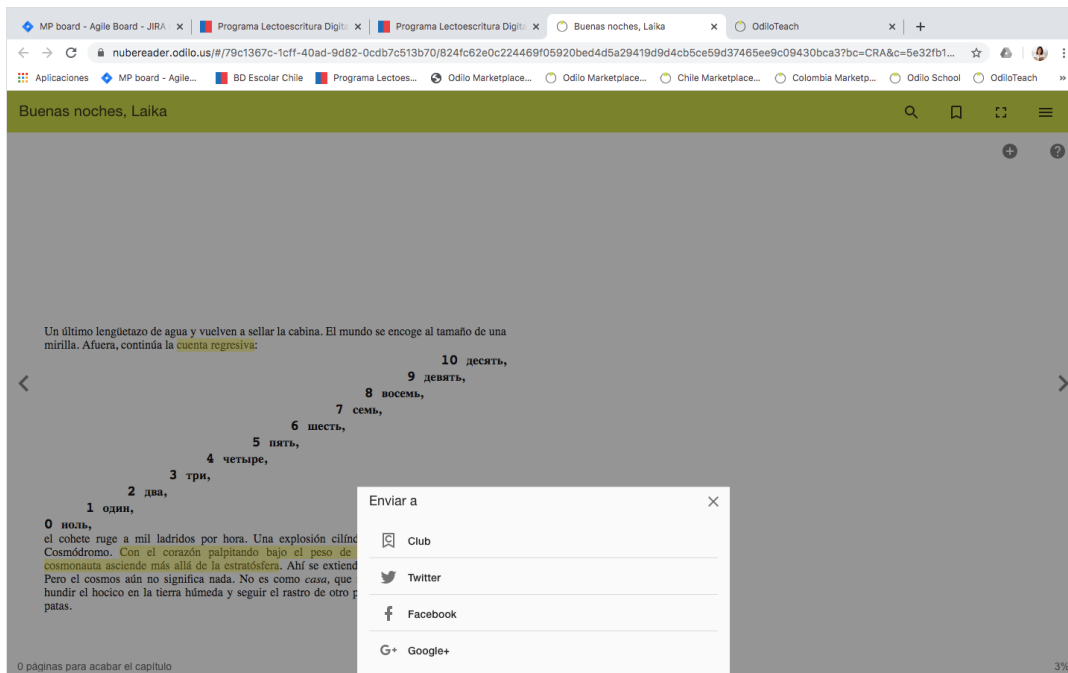 MP board - Agile Board - JIRA
Programa Lectoescritura Digita
Programa Lectoescritura Digita
Buenas noches, Laika
OdiloTeach
nubereader.odilo.us/#/79c1367c-1cff-40ad-9d82-0cdb7c513b70/824fc62e0c224469f05920bed4d5a29419d9d4cb5ce59d37465ee9c09430bca3?bc=CRA&c=5e32fb1...
Aplicaciones
MP board - Agile...
BD Escolar Chile
Programa Lectoes...
Odilo Marketplace...
Odilo Marketplace...
Chile Marketplace...
Colombia Marketp...
Odilo School
OdiloTeach
»
Buenas noches, Laika
Un último lengüetazo de agua y vuelven a sellar la cabina. El mundo se encoge al tamaño de una
mirilla. Afuera, continúa la cuenta regresiva:
10 десять,
9 девять,
8 восемь,
7 семь,
6 шесть,
5 пять,
4 четыре,
3 три,
2 два,
1 один,
0 ноль,
el cohete ruge a mil ladridos por hora. Una explosión cilínd
Cosmódromo. Con el corazón palpitando bajo el peso de
cosmonauta asciende más allá de la estratósfera. Ahí se extiend
Pero el cosmos aún no significa nada. No es como casa, que
hundir el hocico en la tierra húmeda y seguir el rastro de otro p
patas.
Enviar a
Club
Twitter
Facebook
G+ Google+
0 páginas para acabar el capítulo
3%